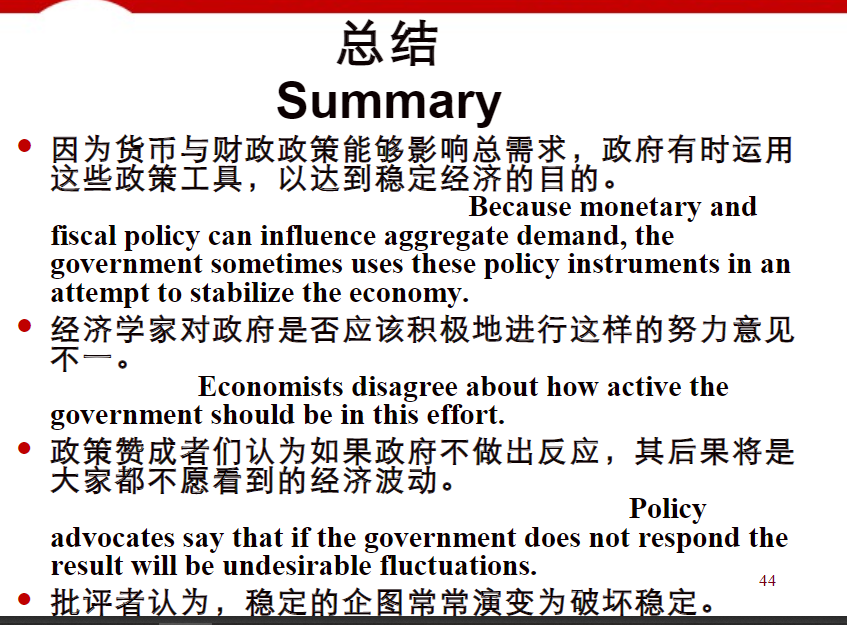 总结
Summary
因为货币与财政政策能够影响总需求，政府有时运用
这些政策工具，以达到稳定经济的目的。
Because monetary and
fiscal policy can influence aggregate demand, the
government sometimes uses these policy instruments in an
attempt to stabilize the economy.
经济学家对政府是否应该积极地进行这样的努力意见
不一。
Economists disagree about how active the
government should be in this effort.
政策赞成者们认为如果政府不做出反应，其后果将是
大家都不愿看到的经济波动。
Policy
advocates say that if the government does not respond the
result will be undesirable fluctuations.
44
批评者认为，稳定的企图常常演变为破坏稳定。